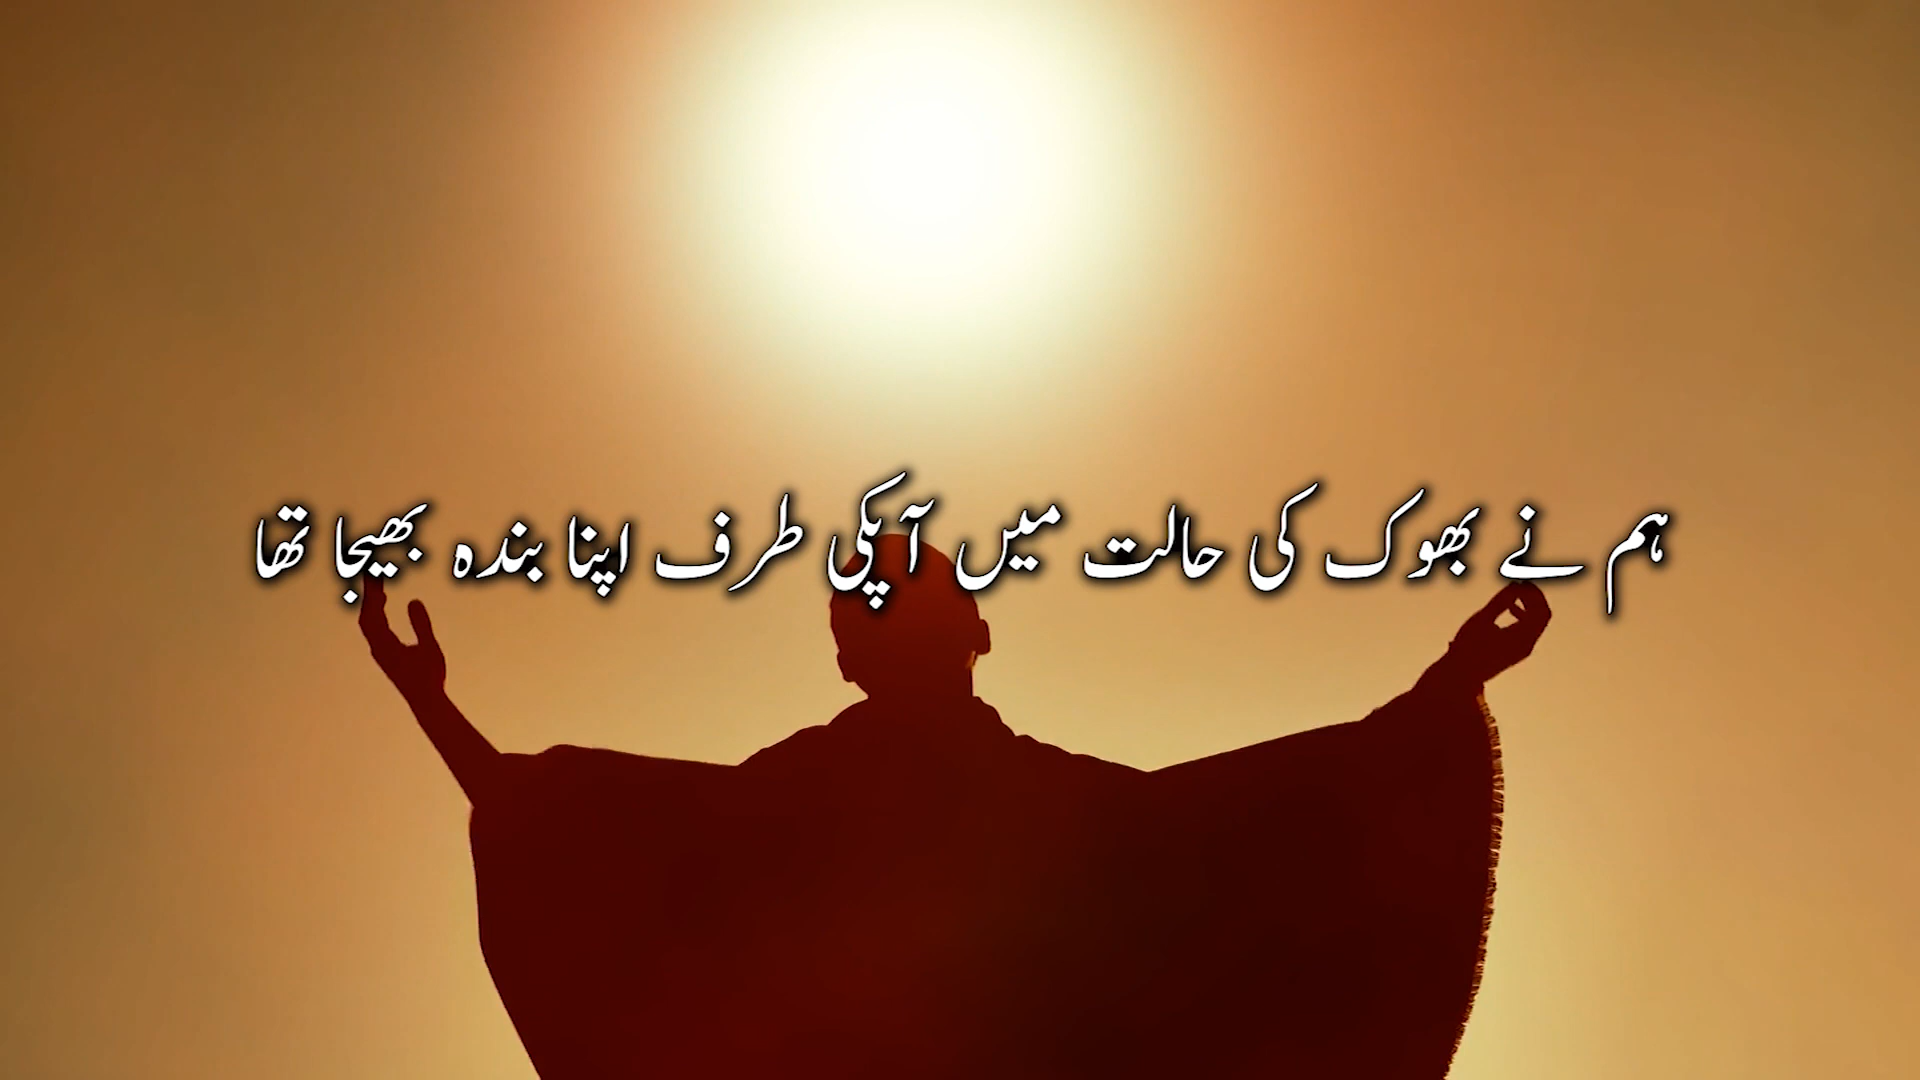 ہم نے بھوک کی حالت میں آپکی طرف اپنا بندہ بھیجا تھا